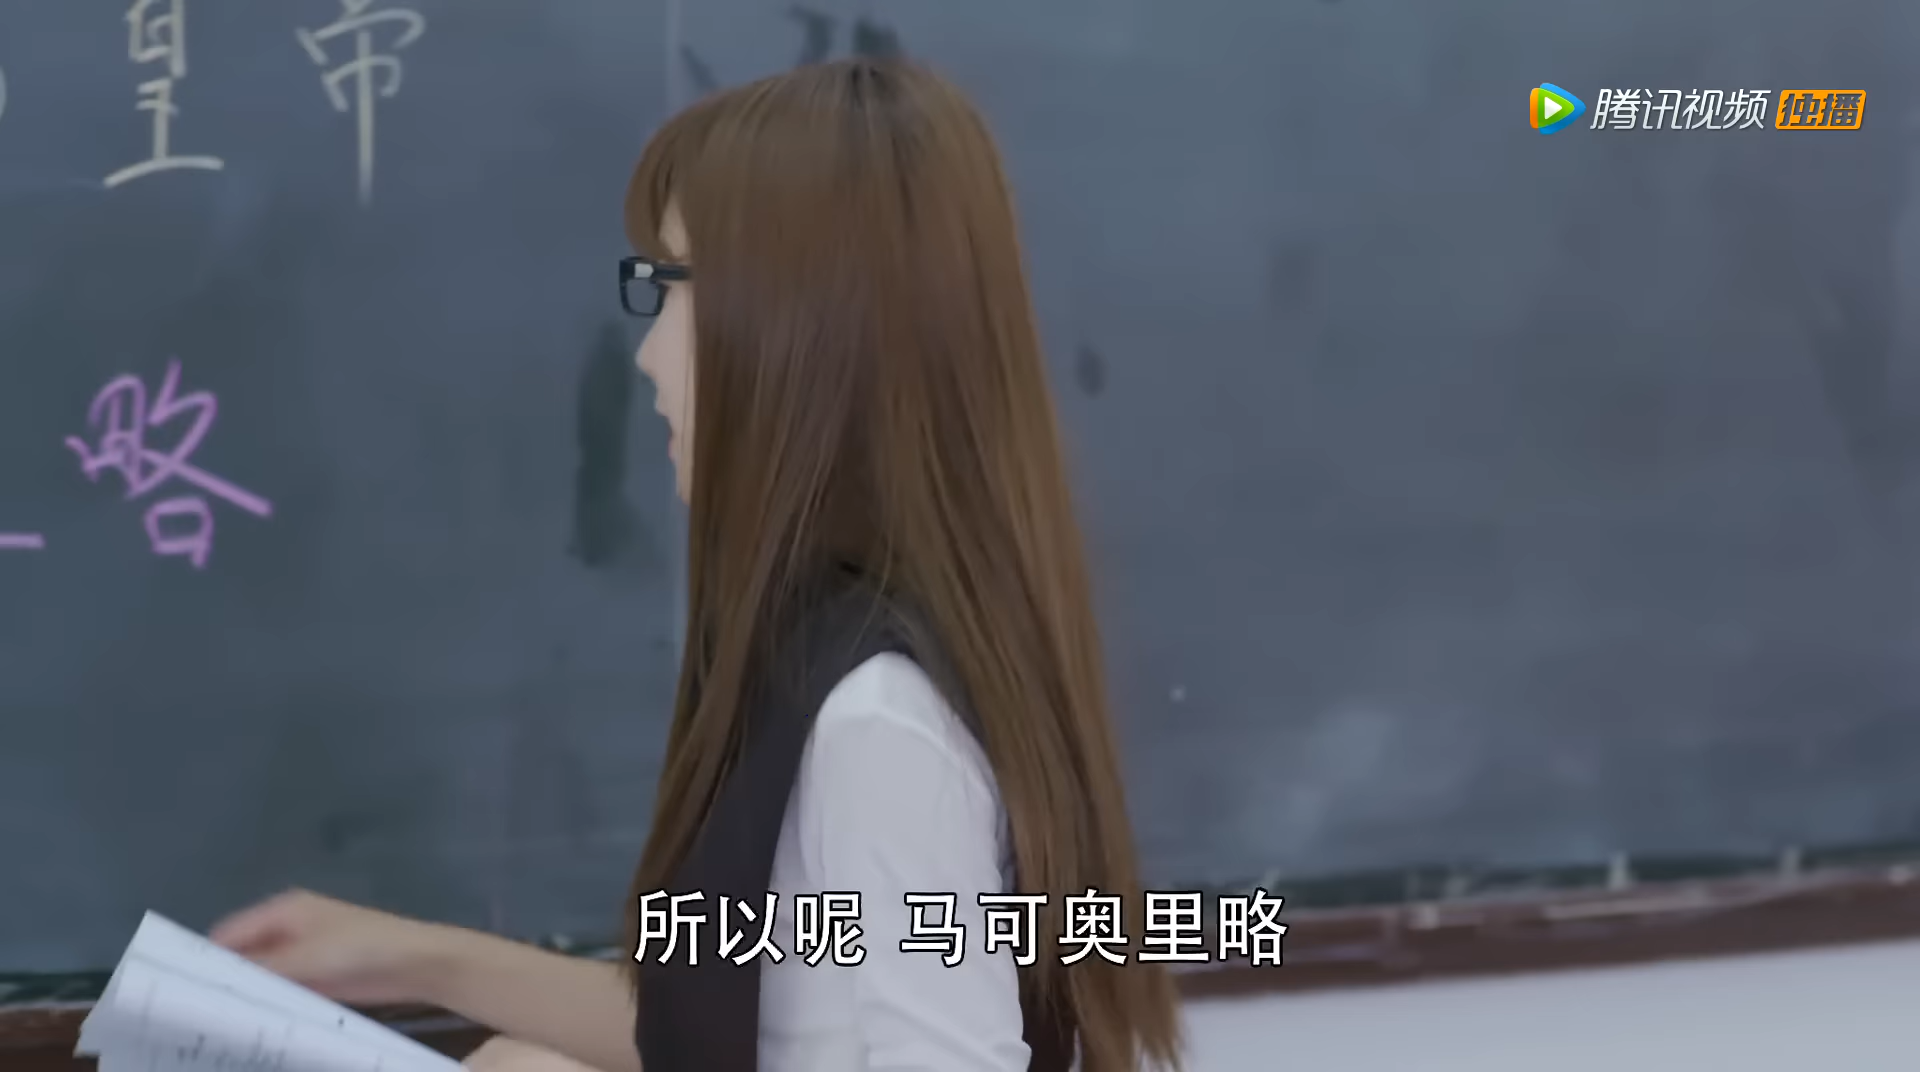 皇帝
腾讯视频 独播
略
所以呢 马可奥里略